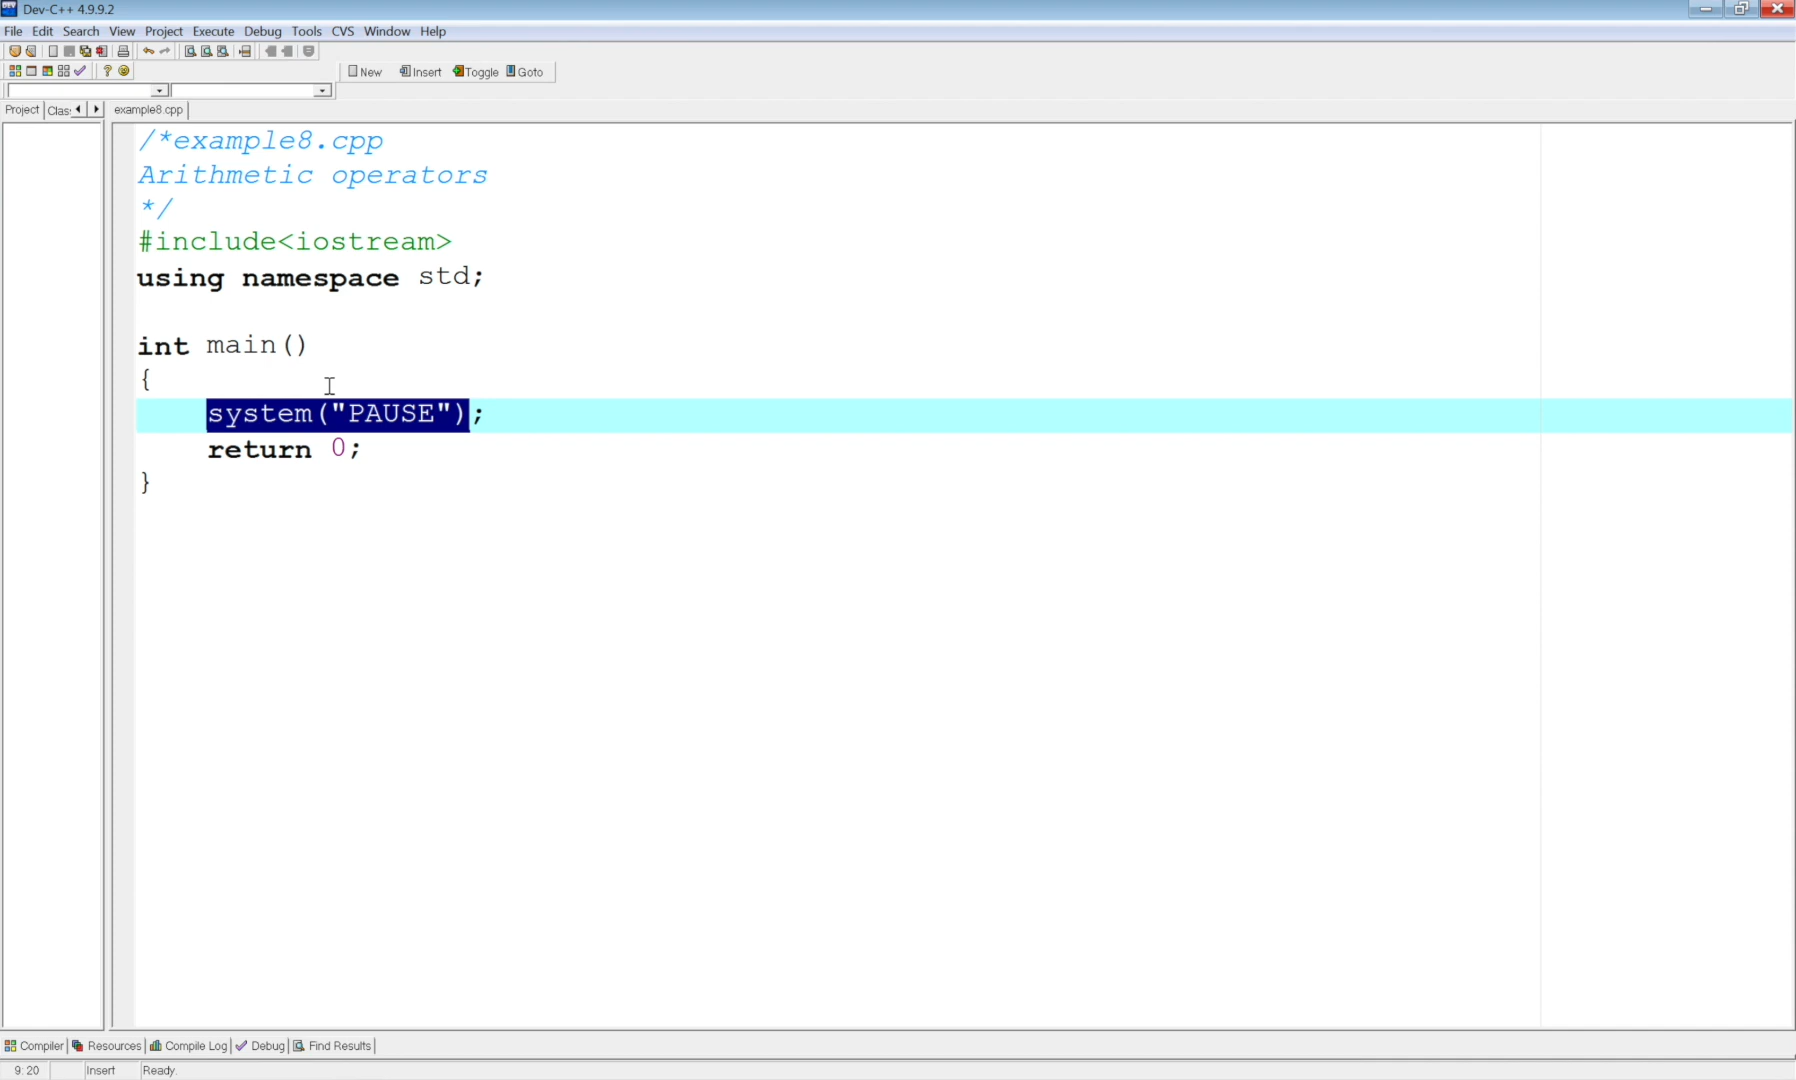 Dev-C++ 4.9.9.2
File Edit Search View Project Execute Debug Tools CVS Window Help
New Insert Toggle Goto
Project Clas example8.cpp
/*example8.cpp
Arithmetic operators
*/
#include<iostream>
using namespace std;
int main()
{
system("PAUSE");
return 0;
}
Compiler Resources Compile Log Debug Find Results
9: 20 Insert Ready.